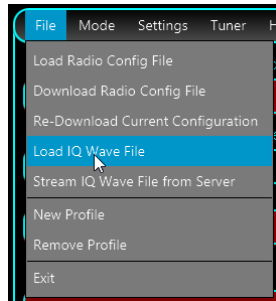 File Mode Settings Tuner
Load Radio Config File
Download Radio Config File
Re-Download Current Configuration
Load IQ Wave File
Stream IQ Wave File from Server
New Profile
Remove Profile
Exit